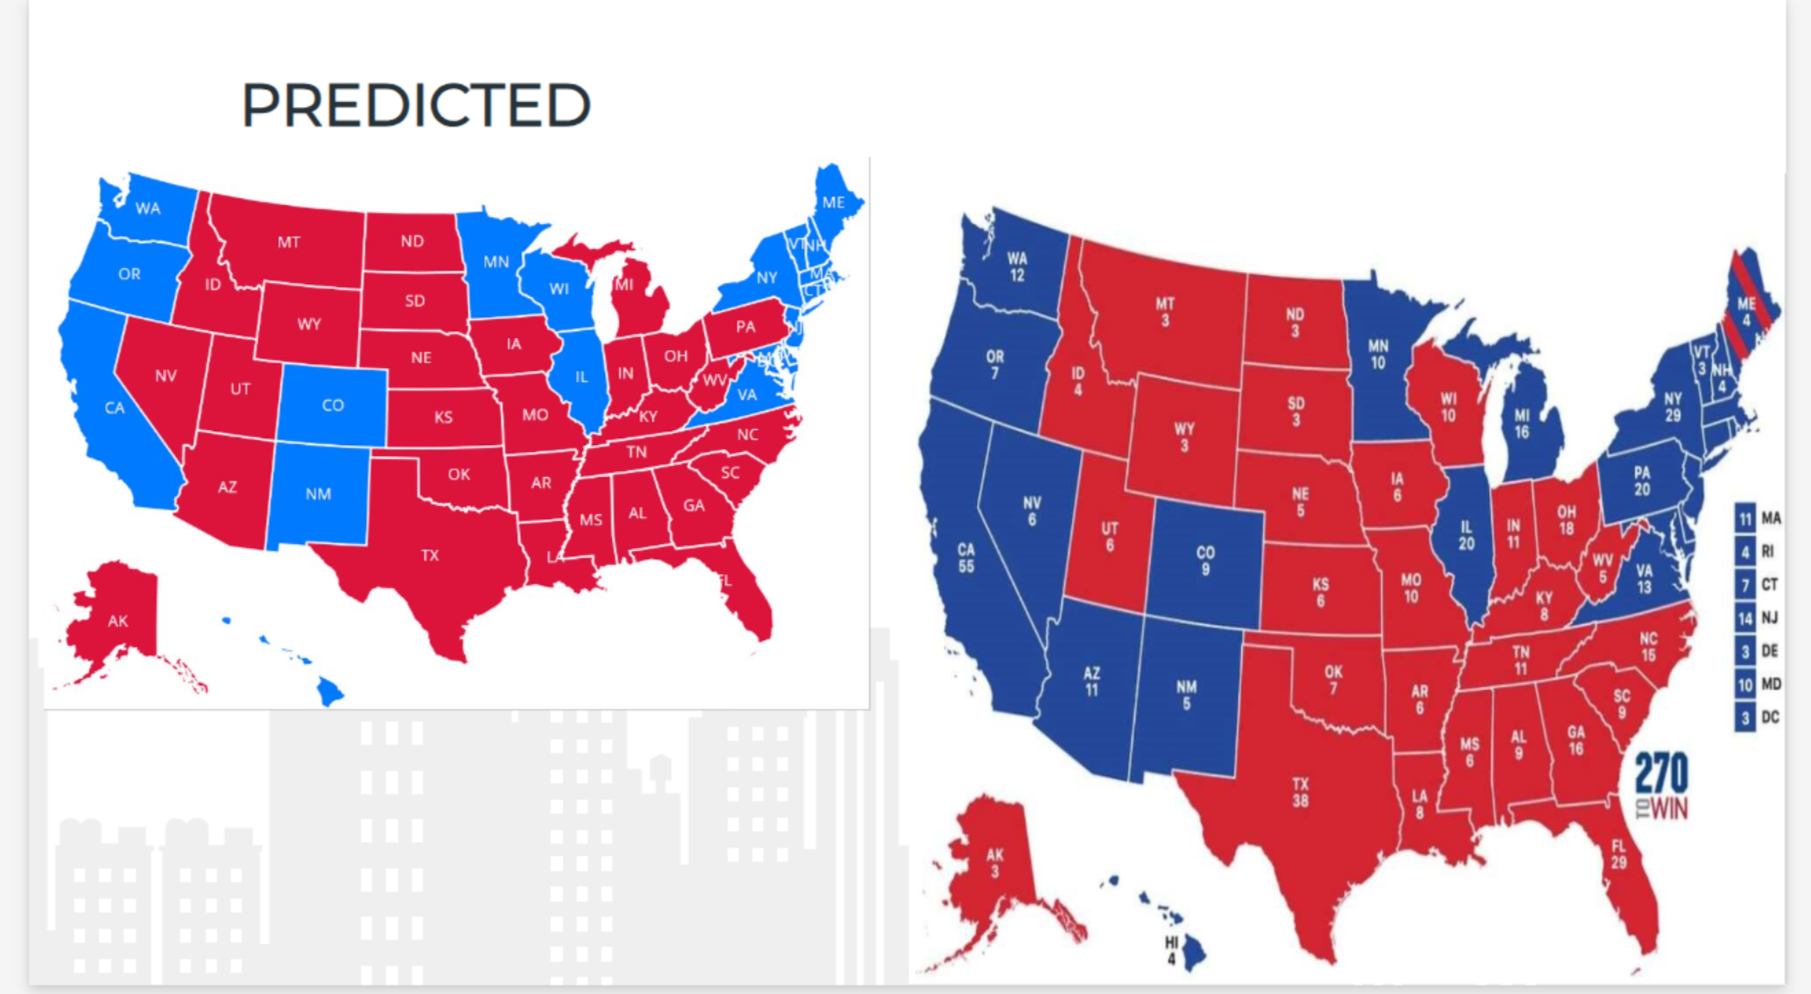 PREDICTED
WA
OR
CA
NV
ID
MT
WY
UT
AZ
CO
NM
ND
SD
NE
KS
OK
TX
MN
IA
MO
AR
LA
WI
IL
MI
IN
OH
KY
TN
MS
AL
GA
FL
SC
NC
VA
WV
PA
NY
VT
NH
ME
MA
CT
NJ
AK
WA
12
OR
7
CA
55
NV
6
ID
4
MT
3
WY
3
UT
6
AZ
11
CO
9
NM
5
ND
3
SD
3
NE
5
KS
6
OK
7
TX
38
MN
10
IA
6
MO
10
AR
6
LA
8
WI
10
IL
20
MI
16
IN
11
OH
18
KY
8
TN
11
MS
6
AL
9
GA
16
FL
29
SC
9
NC
15
VA
13
WV
5
PA
20
NY
29
VT
3
NH
4
ME
4
AK
3
HI
4
11 MA
4 RI
7 CT
14 NJ
3 DE
10 MD
3 DC
270
TO WIN